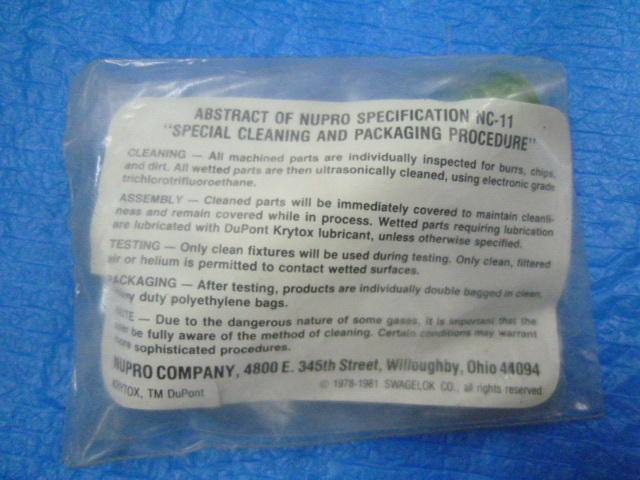 ABSTRACT OF NUPRO SPECIFICATION NC-11
"SPECIAL CLEANING AND PACKAGING PROCEDURE"
CLEANING — All machined parts are individually inspected for burrs, chips,
and dirt. All wetted parts are then ultrasonically cleaned, using electronic grade
trichlorotrifluoroethane.
ASSEMBLY — Cleaned parts will be immediately covered to maintain cleanli-
ness and remain covered while in process. Wetted parts requiring lubrication
are lubricated with DuPont Krytox lubricant, unless otherwise specified.
TESTING — Only clean fixtures will be used during testing. Only clean, filtered
air or helium is permitted to contact wetted surfaces.
PACKAGING — After testing, products are individually double bagged in clean,
heavy duty polyethylene bags.
NOTE — Due to the dangerous nature of some gases, it is important that the
be fully aware of the method of cleaning. Certain conditions may warrant
more sophisticated procedures.
NUPRO COMPANY, 4800 E. 345th Street, Willoughby, Ohio 44094
KRYTOX, TM DuPont © 1978-1981 SWAGELOK CO., all rights reserved